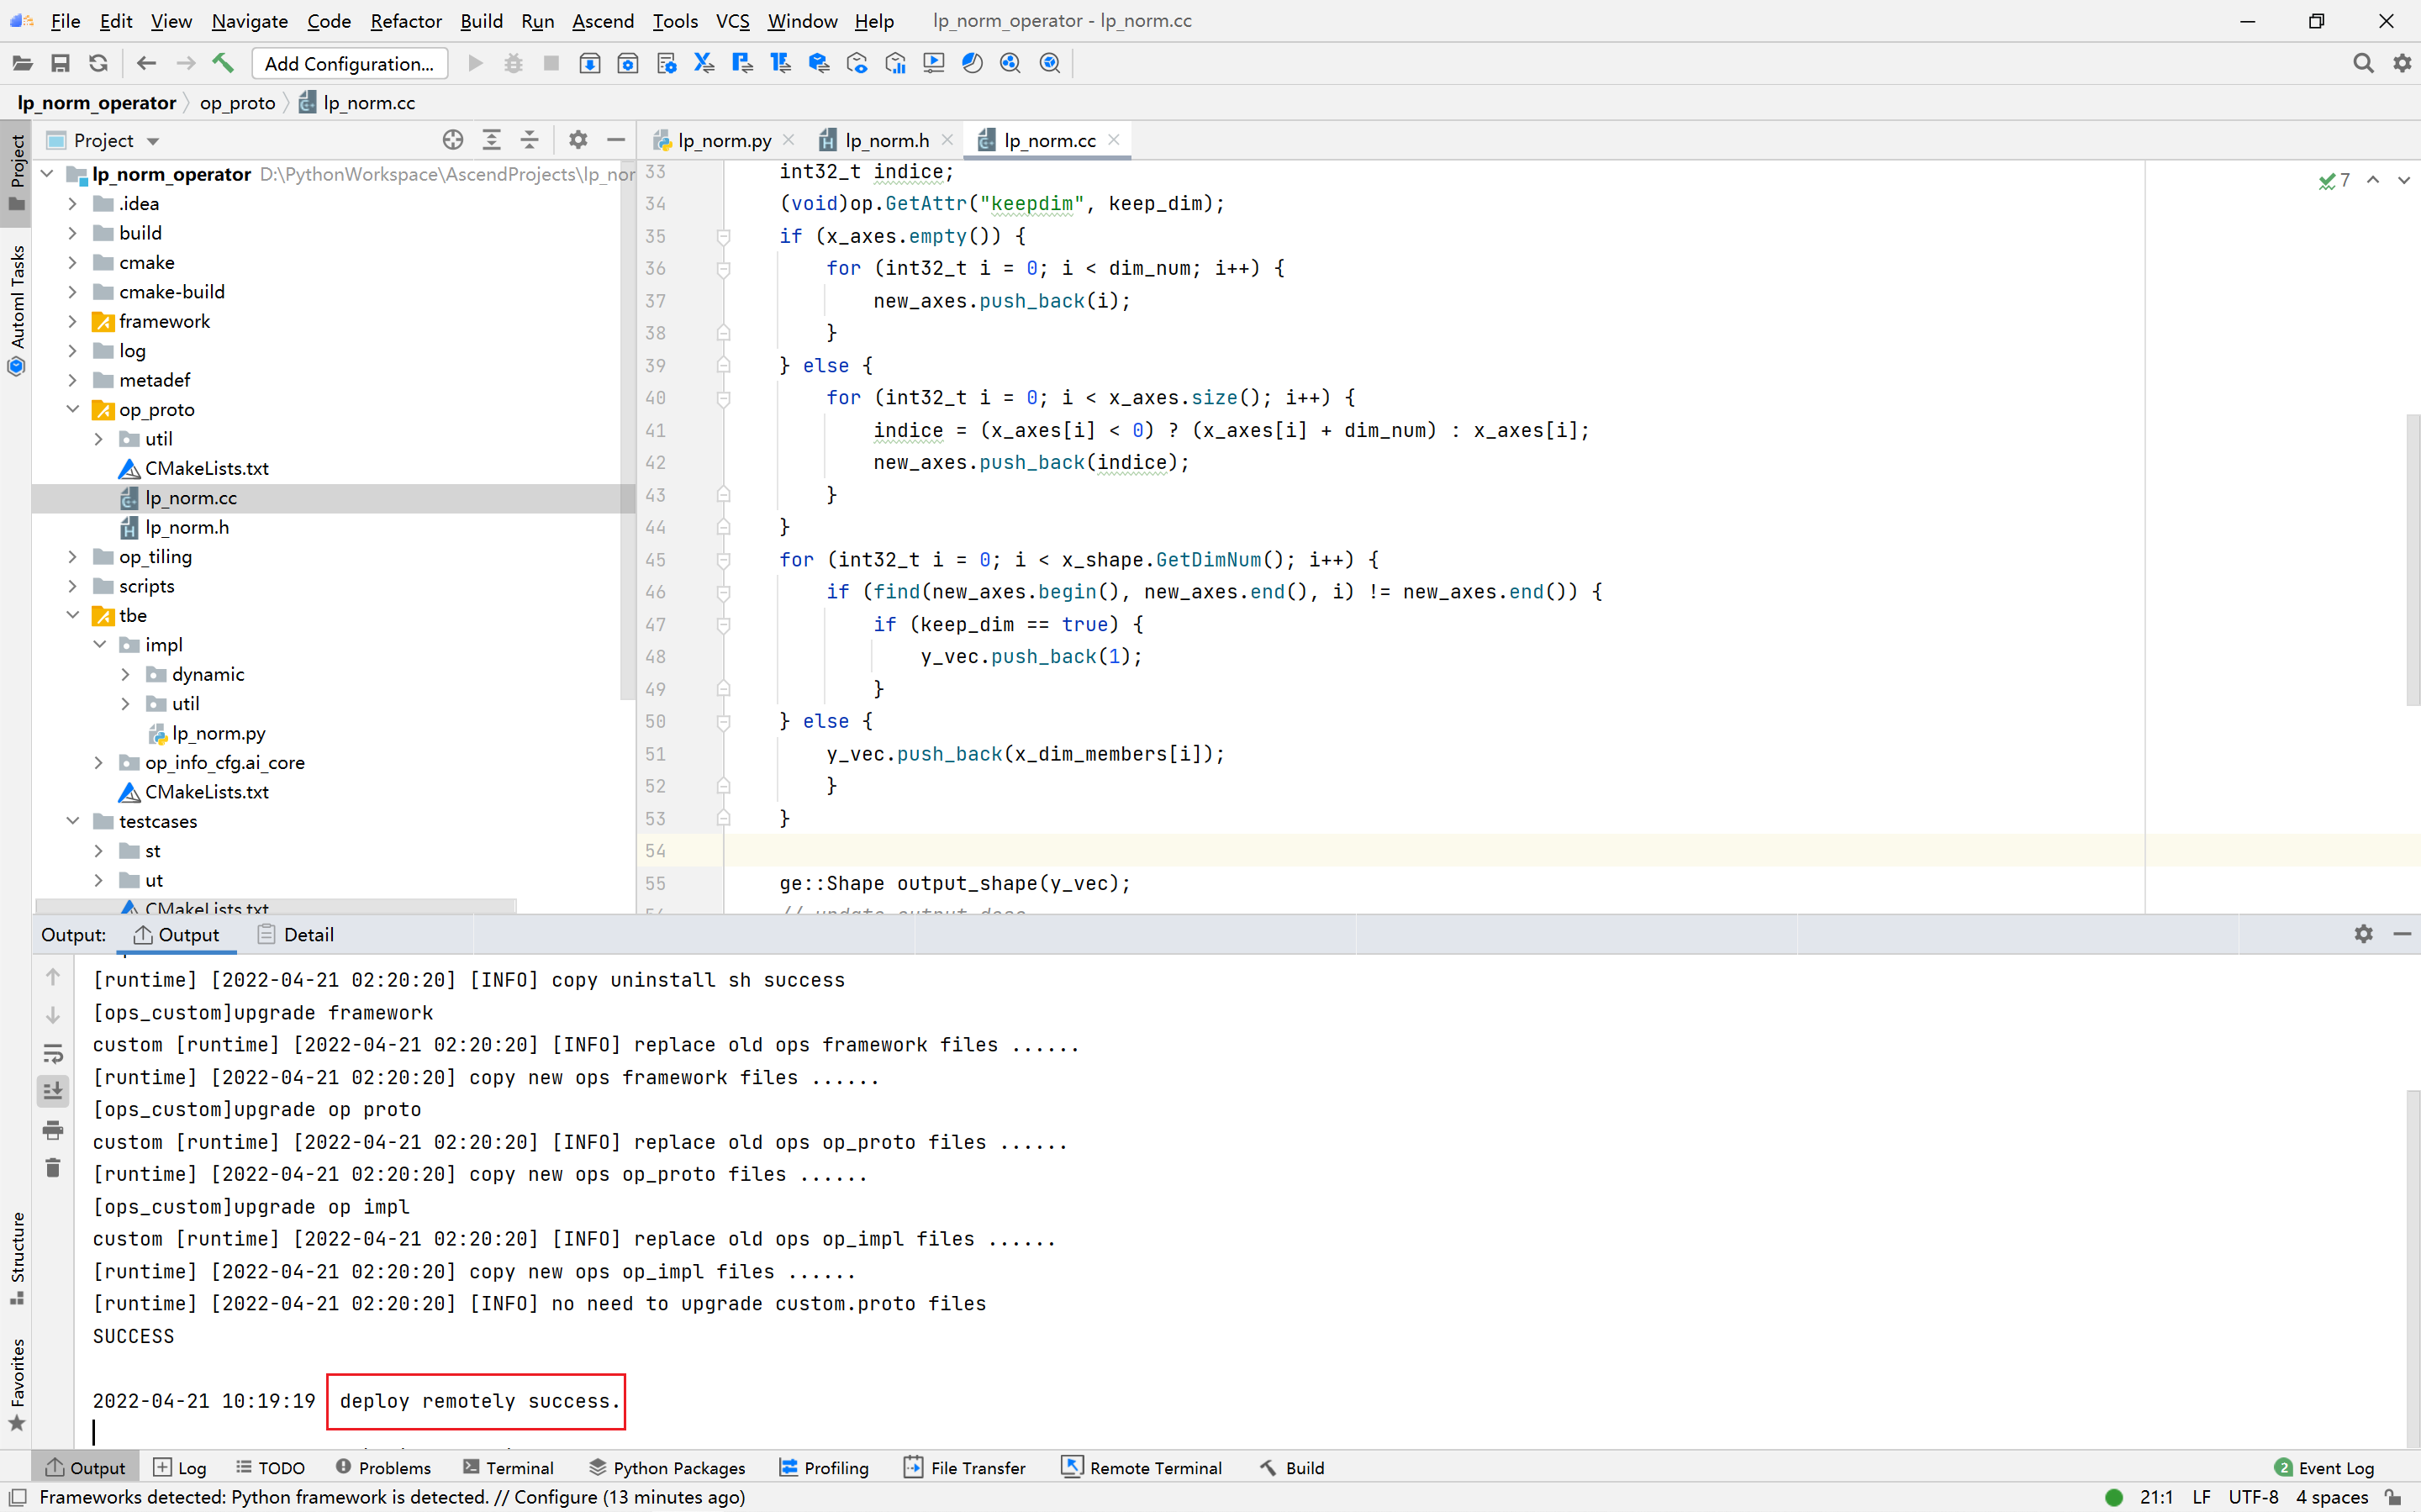 File Edit View Navigate Code Refactor Build Run Ascend Tools VCS Window Help lp_norm_operator - lp_norm.cc
Add Configuration...
lp_norm_operator op_proto lp_norm.cc
Project
Automl Tasks
Structure
Favorites
Project
lp_norm_operator D:\PythonWorkspace\AscendProjects\lp_nor
.idea
build
cmake
cmake-build
framework
log
metadef
op_proto
util
CMakeLists.txt
lp_norm.cc
lp_norm.h
op_tiling
scripts
tbe
impl
dynamic
util
lp_norm.py
op_info_cfg.ai_core
CMakeLists.txt
testcases
st
ut
CMakeLists.txt
lp_norm.py lp_norm.h lp_norm.cc
7
33 int32_t indice;
34 (void)op.GetAttr("keepdim", keep_dim);
35 if (x_axes.empty()) {
36 for (int32_t i = 0; i < dim_num; i++) {
37 new_axes.push_back(i);
38 }
39 } else {
40 for (int32_t i = 0; i < x_axes.size(); i++) {
41 indice = (x_axes[i] < 0) ? (x_axes[i] + dim_num) : x_axes[i];
42 new_axes.push_back(indice);
43 }
44 }
45 for (int32_t i = 0; i < x_shape.GetDimNum(); i++) {
46 if (find(new_axes.begin(), new_axes.end(), i) != new_axes.end()) {
47 if (keep_dim == true) {
48 y_vec.push_back(1);
49 }
50 } else {
51 y_vec.push_back(x_dim_members[i]);
52 }
53 }
54
55 ge::Shape output_shape(y_vec);
Output: Output Detail
[runtime] [2022-04-21 02:20:20] [INFO] copy uninstall sh success
[ops_custom]upgrade framework
custom [runtime] [2022-04-21 02:20:20] [INFO] replace old ops framework files ......
[runtime] [2022-04-21 02:20:20] copy new ops framework files ......
[ops_custom]upgrade op proto
custom [runtime] [2022-04-21 02:20:20] [INFO] replace old ops op_proto files ......
[runtime] [2022-04-21 02:20:20] copy new ops op_proto files ......
[ops_custom]upgrade op impl
custom [runtime] [2022-04-21 02:20:20] [INFO] replace old ops op_impl files ......
[runtime] [2022-04-21 02:20:20] copy new ops op_impl files ......
[runtime] [2022-04-21 02:20:20] [INFO] no need to upgrade custom.proto files
SUCCESS
2022-04-21 10:19:19 deploy remotely success.
Output Log TODO Problems Terminal Python Packages Profiling File Transfer Remote Terminal Build 2 Event Log
Frameworks detected: Python framework is detected. // Configure (13 minutes ago) 21:1 LF UTF-8 4 spaces